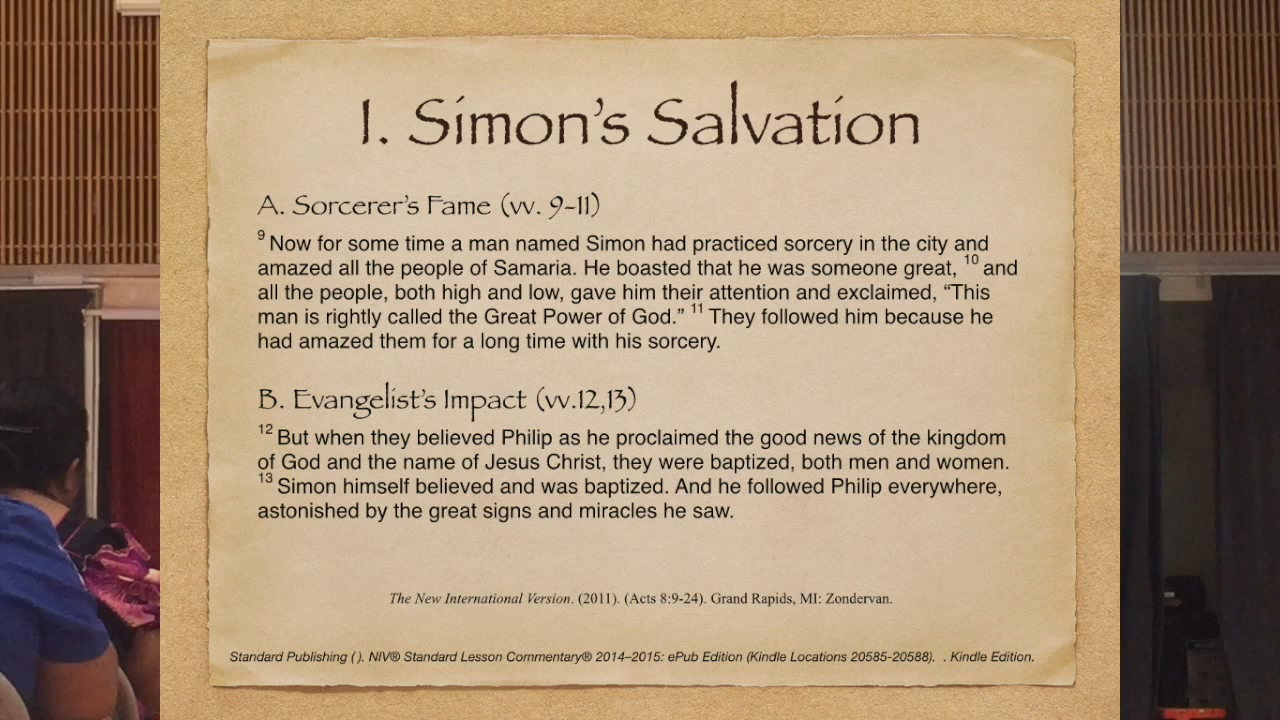 I. Simon's Salvation
A. Sorcerer's Fame (vv. 9-11)
9 Now for some time a man named Simon had practiced sorcery in the city and
amazed all the people of Samaria. He boasted that he was someone great, 10 and
all the people, both high and low, gave him their attention and exclaimed, “This
man is rightly called the Great Power of God.” 11 They followed him because he
had amazed them for a long time with his sorcery.
B. Evangelist's Impact (vv.12,13)
12 But when they believed Philip as he proclaimed the good news of the kingdom
of God and the name of Jesus Christ, they were baptized, both men and women.
13 Simon himself believed and was baptized. And he followed Philip everywhere,
astonished by the great signs and miracles he saw.
The New International Version. (2011). (Acts 8:9-24). Grand Rapids, MI: Zondervan.
Standard Publishing ( ). NIV® Standard Lesson Commentary® 2014–2015: ePub Edition (Kindle Locations 20585-20588). . Kindle Edition.